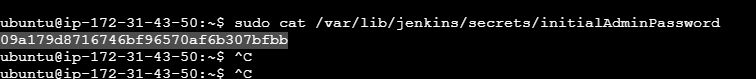 ubuntu@ip-172-31-43-50:~$ sudo cat /var/lib/jenkins/secrets/initialAdminPassword
09a179d8716746bf96570af6b307bfbb
ubuntu@ip-172-31-43-50:~$ ^C
ubuntu@ip-172-31-43-50:~$ ^C